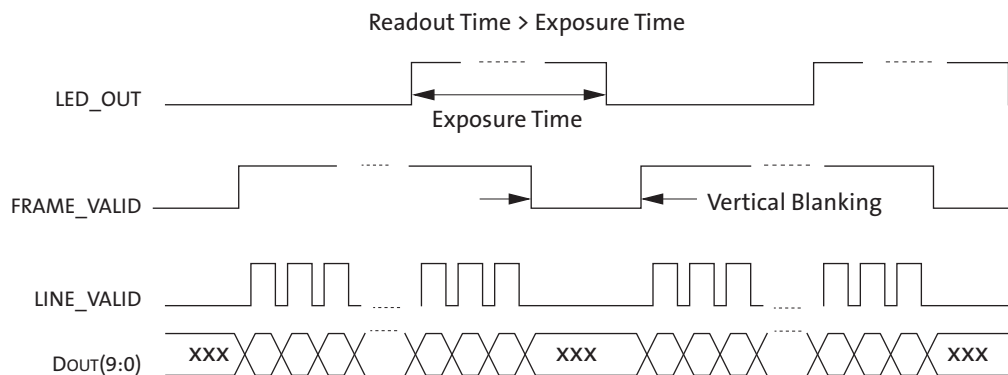 Readout Time > Exposure Time
LED_OUT
Exposure Time
FRAME_VALID
Vertical Blanking
LINE_VALID
DOUT(9:0)
XXX
XXX
XXX